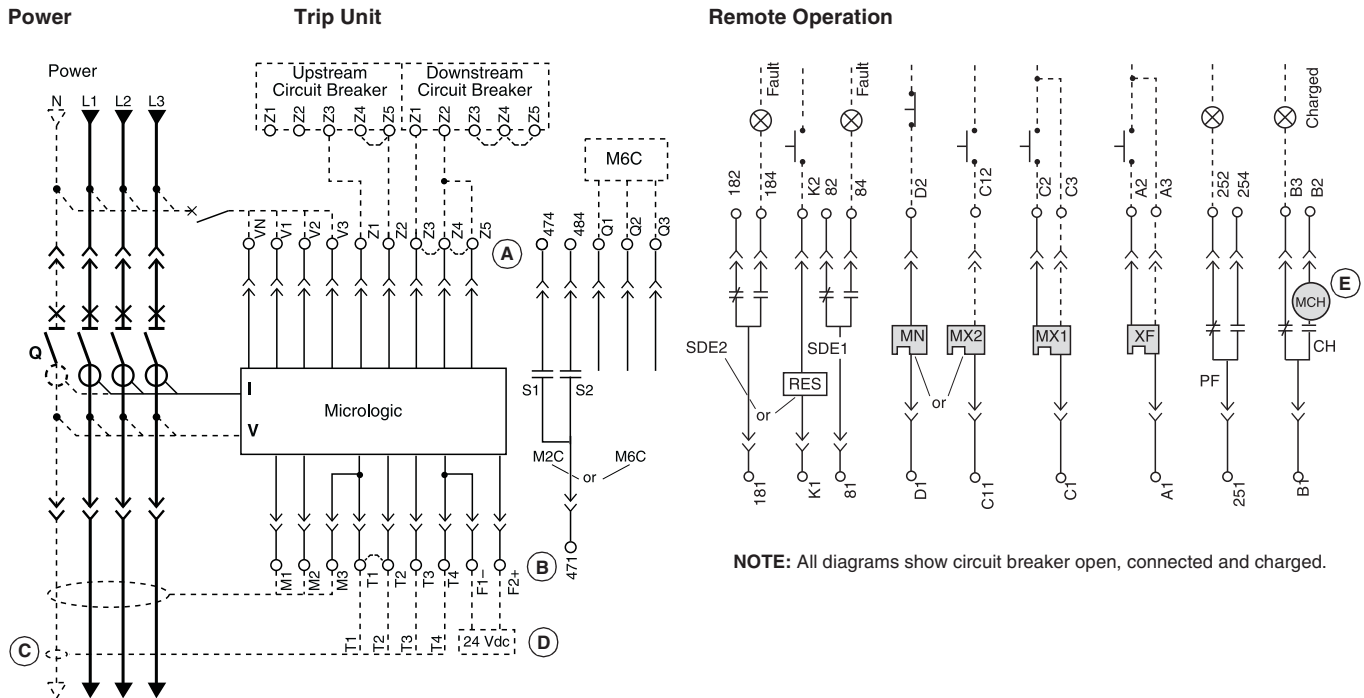 Power
Trip Unit
Remote Operation
Power
N L1 L2 L3
Upstream Circuit Breaker
Downstream Circuit Breaker
Z1 Z2 Z3 Z4 Z5 Z1 Z2 Z3 Z4 Z5
M6C
VN V1 V2 V3 Z1 Z2 Z3 Z4 Z5
A
474 484 Q1 Q2 Q3
Q
I
V
Micrologic
S1 S2
M2C or M6C
471
M1 M2 M3 T1 T2 T3 T4 F1– F2+
B
C
T1 T2 T3 T4
24 Vdc
D
Fault Fault Charged
182 184 K2 82 84 D2 C12 C2 C3 A2 A3 252 254 B3 B2
MCH
E
SDE2 SDE1 MN MX2 MX1 XF CH
RES
PF
or or
181 K1 81 D1 C11 C1 A1 251 B1
NOTE: All diagrams show circuit breaker open, connected and charged.